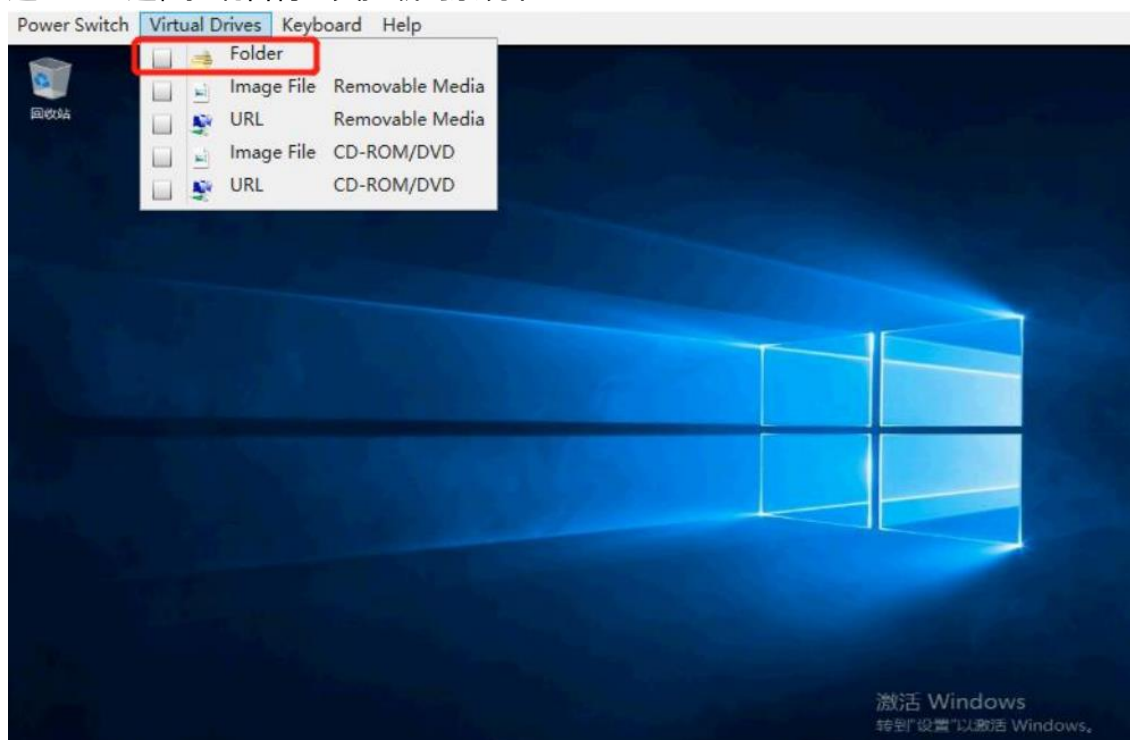 Power Switch Virtual Drives Keyboard Help
Folder
Image File Removable Media
URL Removable Media
Image File CD-ROM/DVD
URL CD-ROM/DVD
回收站
激活 Windows
转到"设置"以激活 Windows。